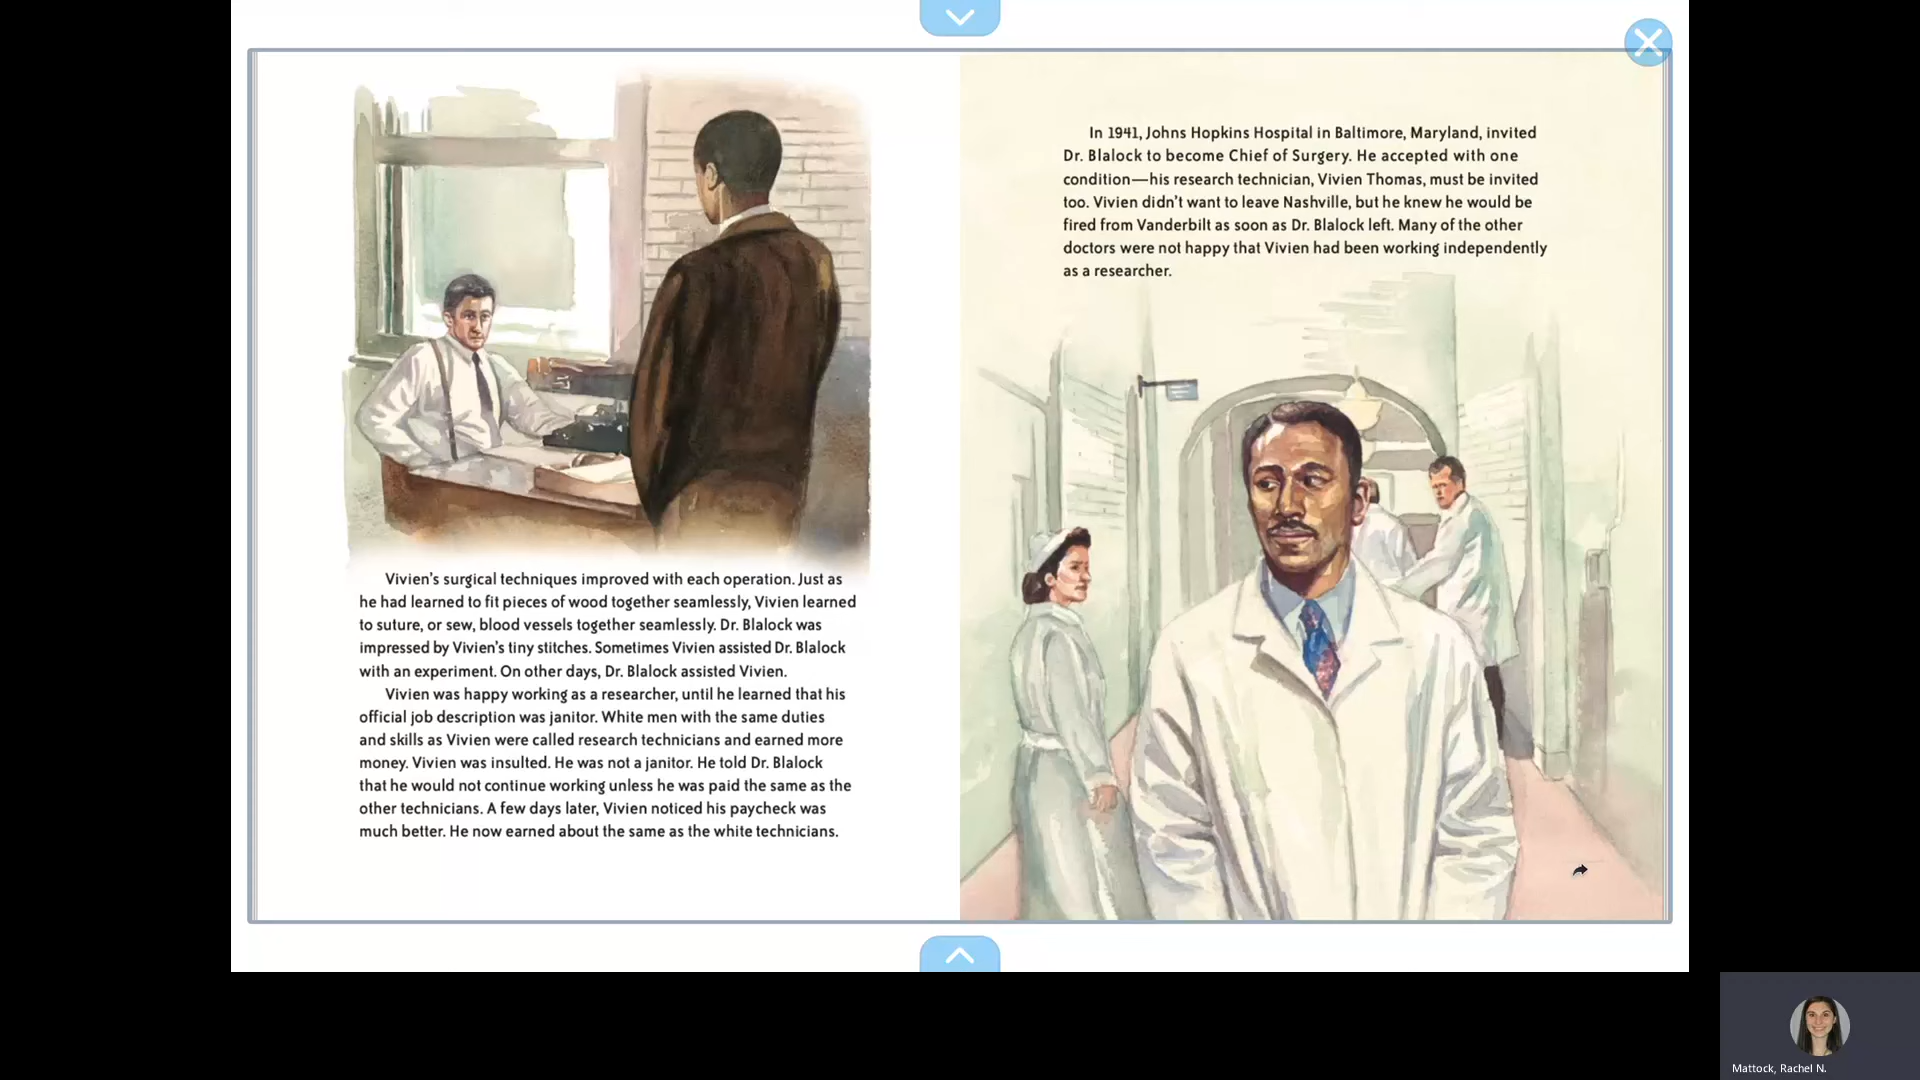 Vivien's surgical techniques improved with each operation. Just as
he had learned to fit pieces of wood together seamlessly, Vivien learned
to suture, or sew, blood vessels together seamlessly. Dr. Blalock was
impressed by Vivien's tiny stitches. Sometimes Vivien assisted Dr. Blalock
with an experiment. On other days, Dr. Blalock assisted Vivien.
Vivien was happy working as a researcher, until he learned that his
official job description was janitor. White men with the same duties
and skills as Vivien were called research technicians and earned more
money. Vivien was insulted. He was not a janitor. He told Dr. Blalock
that he would not continue working unless he was paid the same as the
other technicians. A few days later, Vivien noticed his paycheck was
much better. He now earned about the same as the white technicians.
In 1941, Johns Hopkins Hospital in Baltimore, Maryland, invited
Dr. Blalock to become Chief of Surgery. He accepted with one
condition—his research technician, Vivien Thomas, must be invited
too. Vivien didn't want to leave Nashville, but he knew he would be
fired from Vanderbilt as soon as Dr. Blalock left. Many of the other
doctors were not happy that Vivien had been working independently
as a researcher.
Mattock, Rachel N.